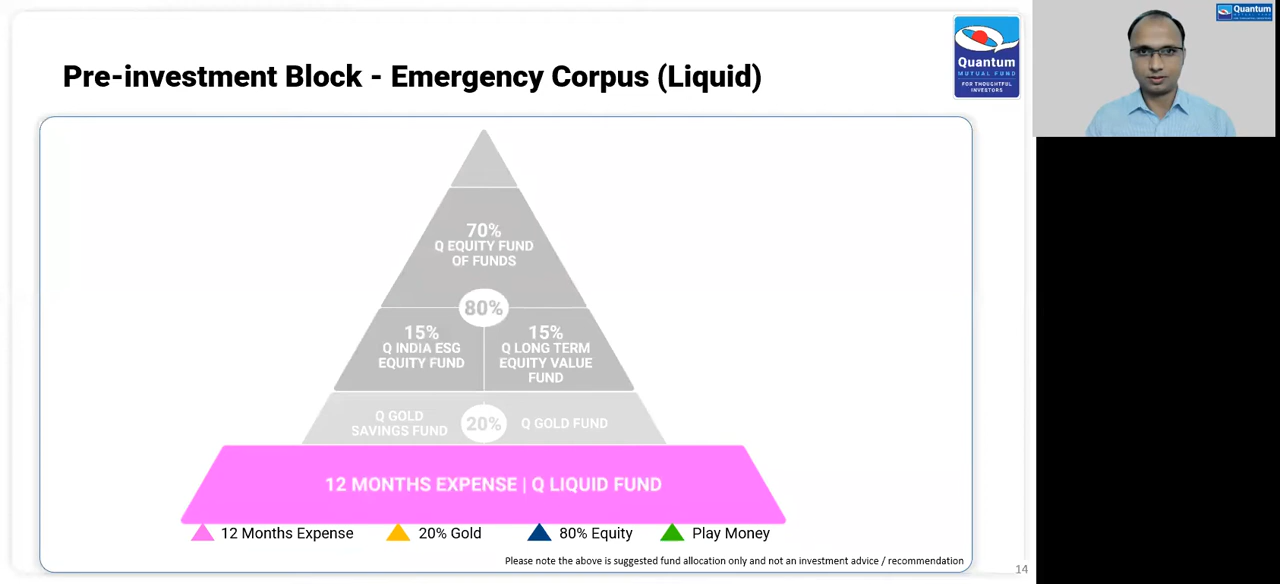 Pre-investment Block - Emergency Corpus (Liquid)
Quantum
MUTUAL FUND
FOR THOUGHTFUL
INVESTORS
Quantum
MUTUAL FUND
70%
Q EQUITY FUND
OF FUNDS
80%
15%
Q INDIA ESG
EQUITY FUND
15%
Q LONG TERM
EQUITY VALUE
FUND
Q GOLD
SAVINGS FUND
20%
Q GOLD FUND
12 MONTHS EXPENSE | Q LIQUID FUND
12 Months Expense
20% Gold
80% Equity
Play Money
Please note the above is suggested fund allocation only and not an investment advice / recommendation
14